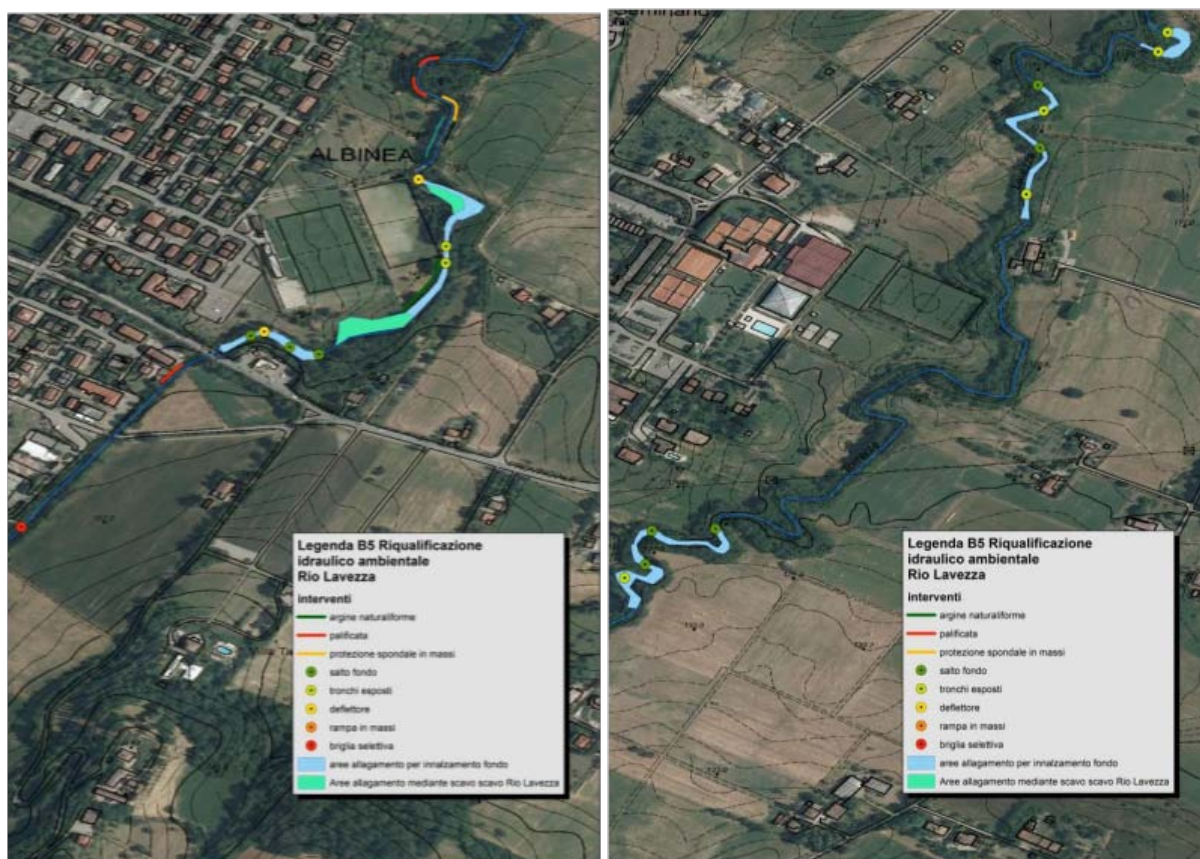 ALBINEA
Legenda B5 Riqualificazione
idraulico ambientale
Rio Lavezza
interventi
argine naturaliforme
palificata
protezione spondale in massi
salto fondo
tronchi esposti
deflettore
rampa in massi
briglia selettiva
aree allagamento per innalzamento fondo
Aree allagamento mediante scavo scavo Rio Lavezza
Legenda B5 Riqualificazione
idraulico ambientale
Rio Lavezza
interventi
argine naturaliforme
palificata
protezione spondale in massi
salto fondo
tronchi esposti
deflettore
rampa in massi
briglia selettiva
aree allagamento per innalzamento fondo
Aree allagamento mediante scavo scavo Rio Lavezza